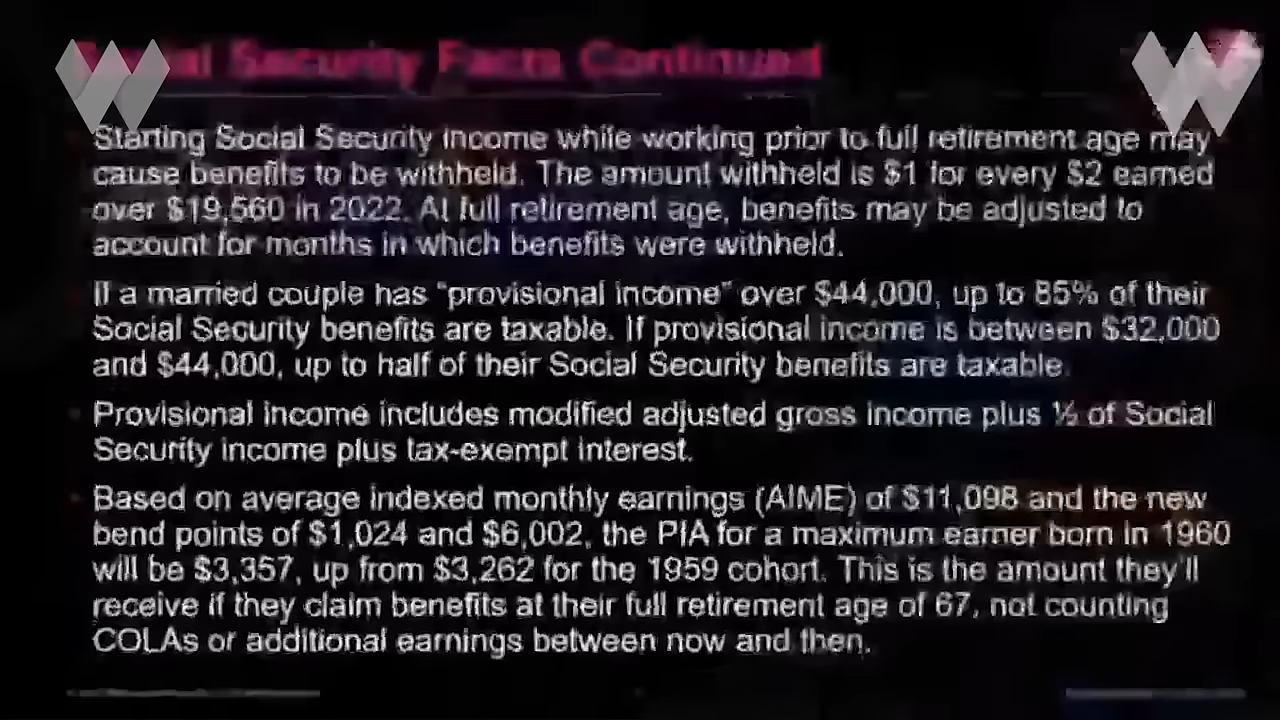 Social Security Facts Continued
Starting Social Security income while working prior to full retirement age may
cause benefits to be withheld. The amount withheld is $1 for every $2 earned
over $19,560 in 2022. At full retirement age, benefits may be adjusted to
account for months in which benefits were withheld.
If a married couple has "provisional income" over $44,000, up to 85% of their
Social Security benefits are taxable. If provisional income is between $32,000
and $44,000, up to half of their Social Security benefits are taxable.
Provisional income includes modified adjusted gross income plus ½ of Social
Security income plus tax-exempt interest.
Based on average indexed monthly earnings (AIME) of $11,098 and the new
bend points of $1,024 and $6,002, the PIA for a maximum earner born in 1960
will be $3,357, up from $3,262 for the 1959 cohort. This is the amount they'll
receive if they claim benefits at their full retirement age of 67, not counting
COLAs or additional earnings between now and then.